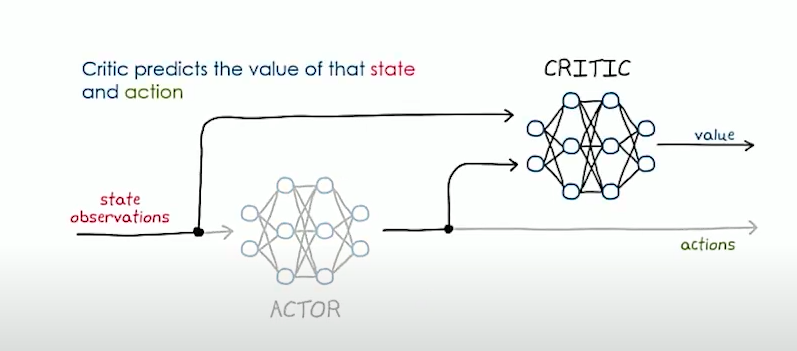 Critic predicts the value of that state
and action
CRITIC
value
state
observations
actions
ACTOR